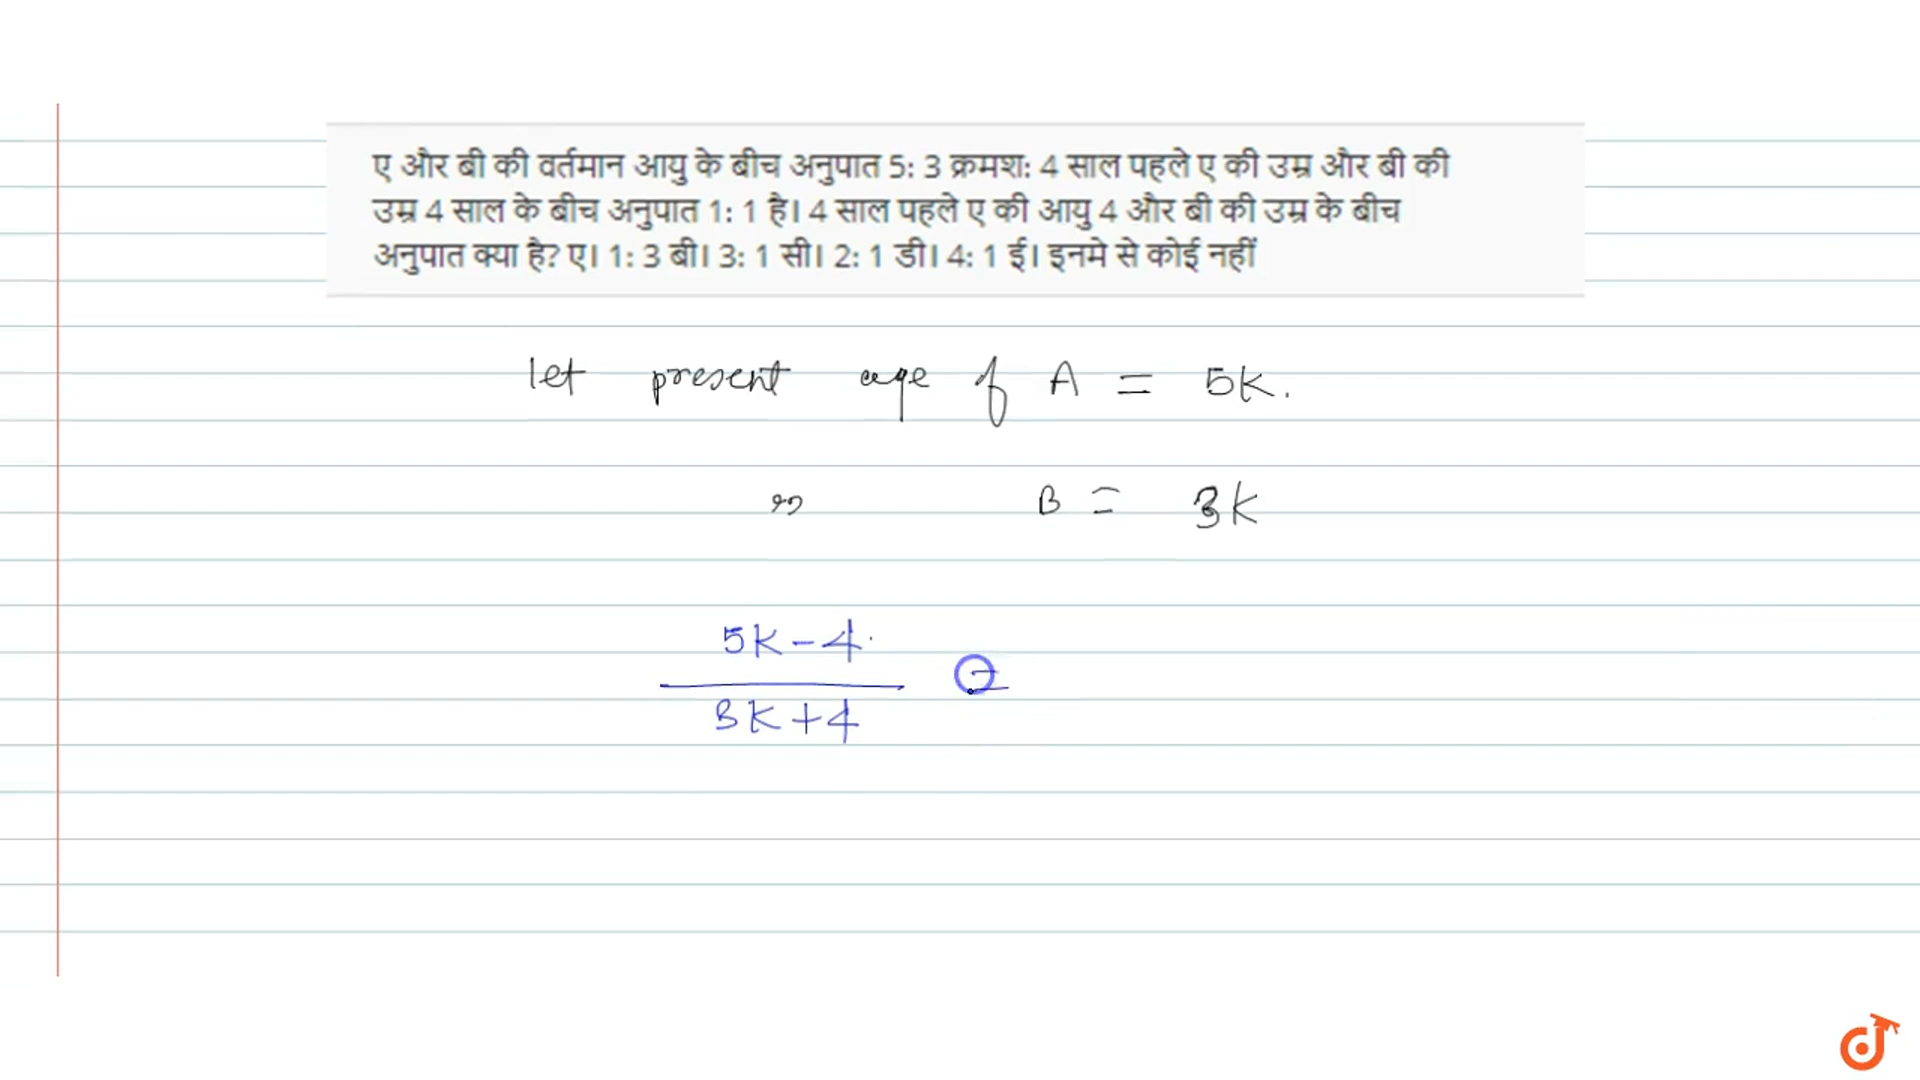 ए और बी की वर्तमान आयु के बीच अनुपात 5: 3 क्रमश: 4 साल पहले ए की उम्र और बी की
उम्र 4 साल के बीच अनुपात 1: 1 है। 4 साल पहले ए की आयु 4 और बी की उम्र के बीच
अनुपात क्या है? ए। 1: 3 बी। 3: 1 सी। 2: 1 डी। 4: 1 ई। इनमे से कोई नहीं
let present age of A = 5K.
B = 3K
5K - 4
3K + 4 =